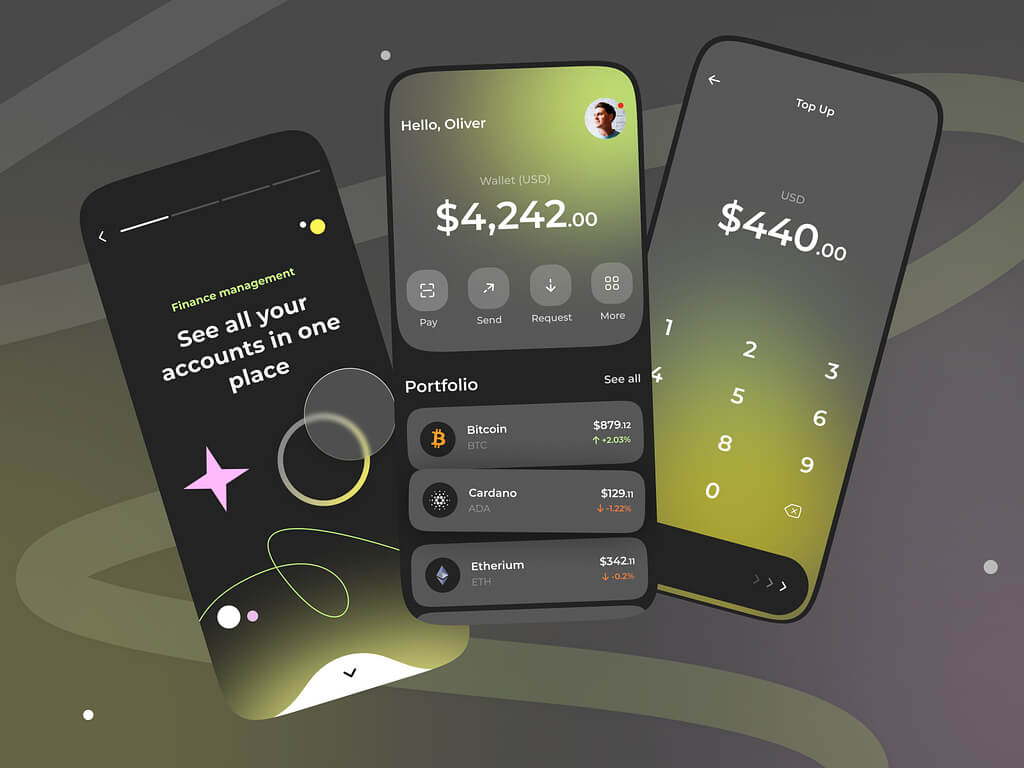 Finance management
See all your
accounts in one
place
Hello, Oliver
Wallet (USD)
$4,242.00
Pay
Send
Request
More
Portfolio
See all
Bitcoin
BTC
$879.12
+2.03%
Cardano
ADA
$129.11
-1.22%
Etherium
ETH
$342.11
-0.2%
Top Up
USD
$440.00
1
2
3
4
5
6
8
9
0